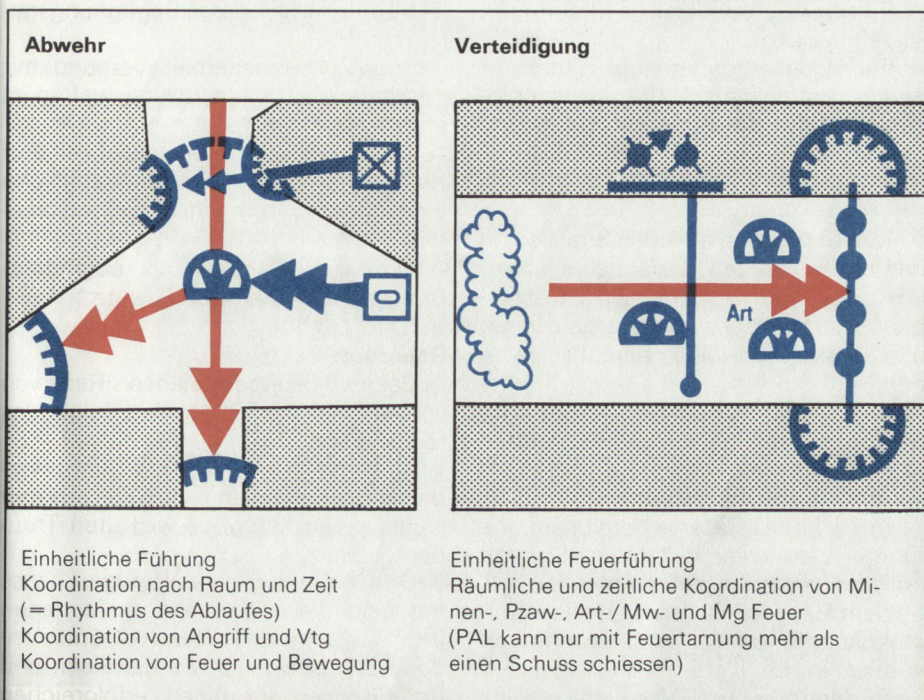 Abwehr
Verteidigung
Art
Einheitliche Führung
Koordination nach Raum und Zeit
(= Rhythmus des Ablaufes)
Koordination von Angriff und Vtg
Koordination von Feuer und Bewegung
Einheitliche Feuerführung
Räumliche und zeitliche Koordination von Mi-
nen-, Pzaw-, Art-/Mw- und Mg Feuer
(PAL kann nur mit Feuertarnung mehr als
einen Schuss schiessen)